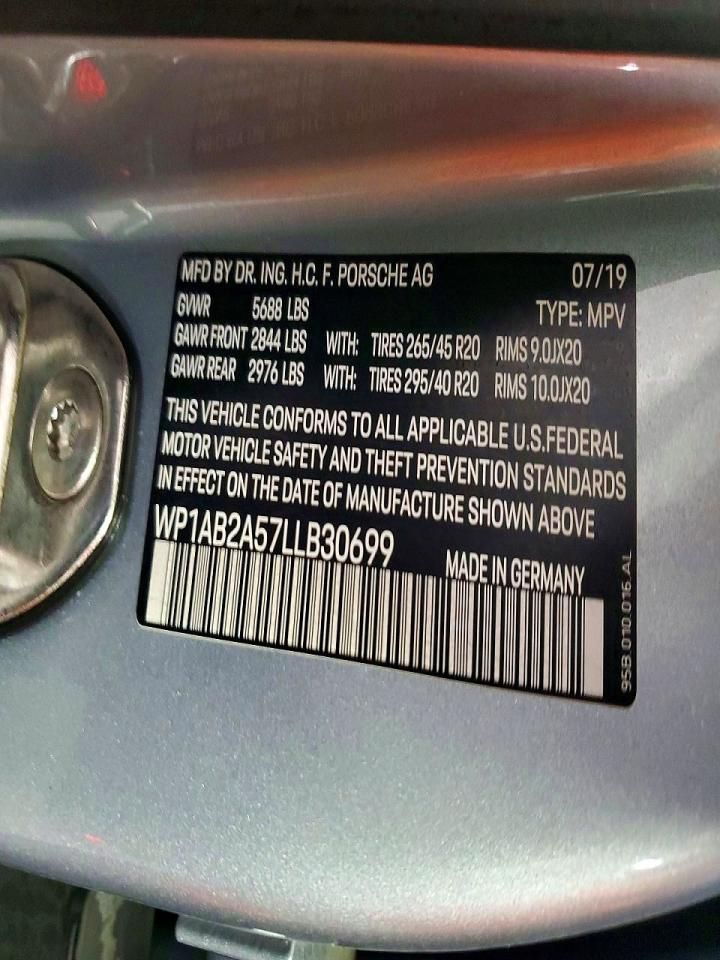 MFD BY DR. ING. H.C. F. PORSCHE AG 07/19
GVWR 5688 LBS TYPE: MPV
GAWR FRONT 2844 LBS WITH: TIRES 265/45 R20 RIMS 9.0JX20
GAWR REAR 2976 LBS WITH: TIRES 295/40 R20 RIMS 10.0JX20
THIS VEHICLE CONFORMS TO ALL APPLICABLE U.S.FEDERAL
MOTOR VEHICLE SAFETY AND THEFT PREVENTION STANDARDS
IN EFFECT ON THE DATE OF MANUFACTURE SHOWN ABOVE
WP1AB2A57LLB30699
MADE IN GERMANY
95B.010.016.AL